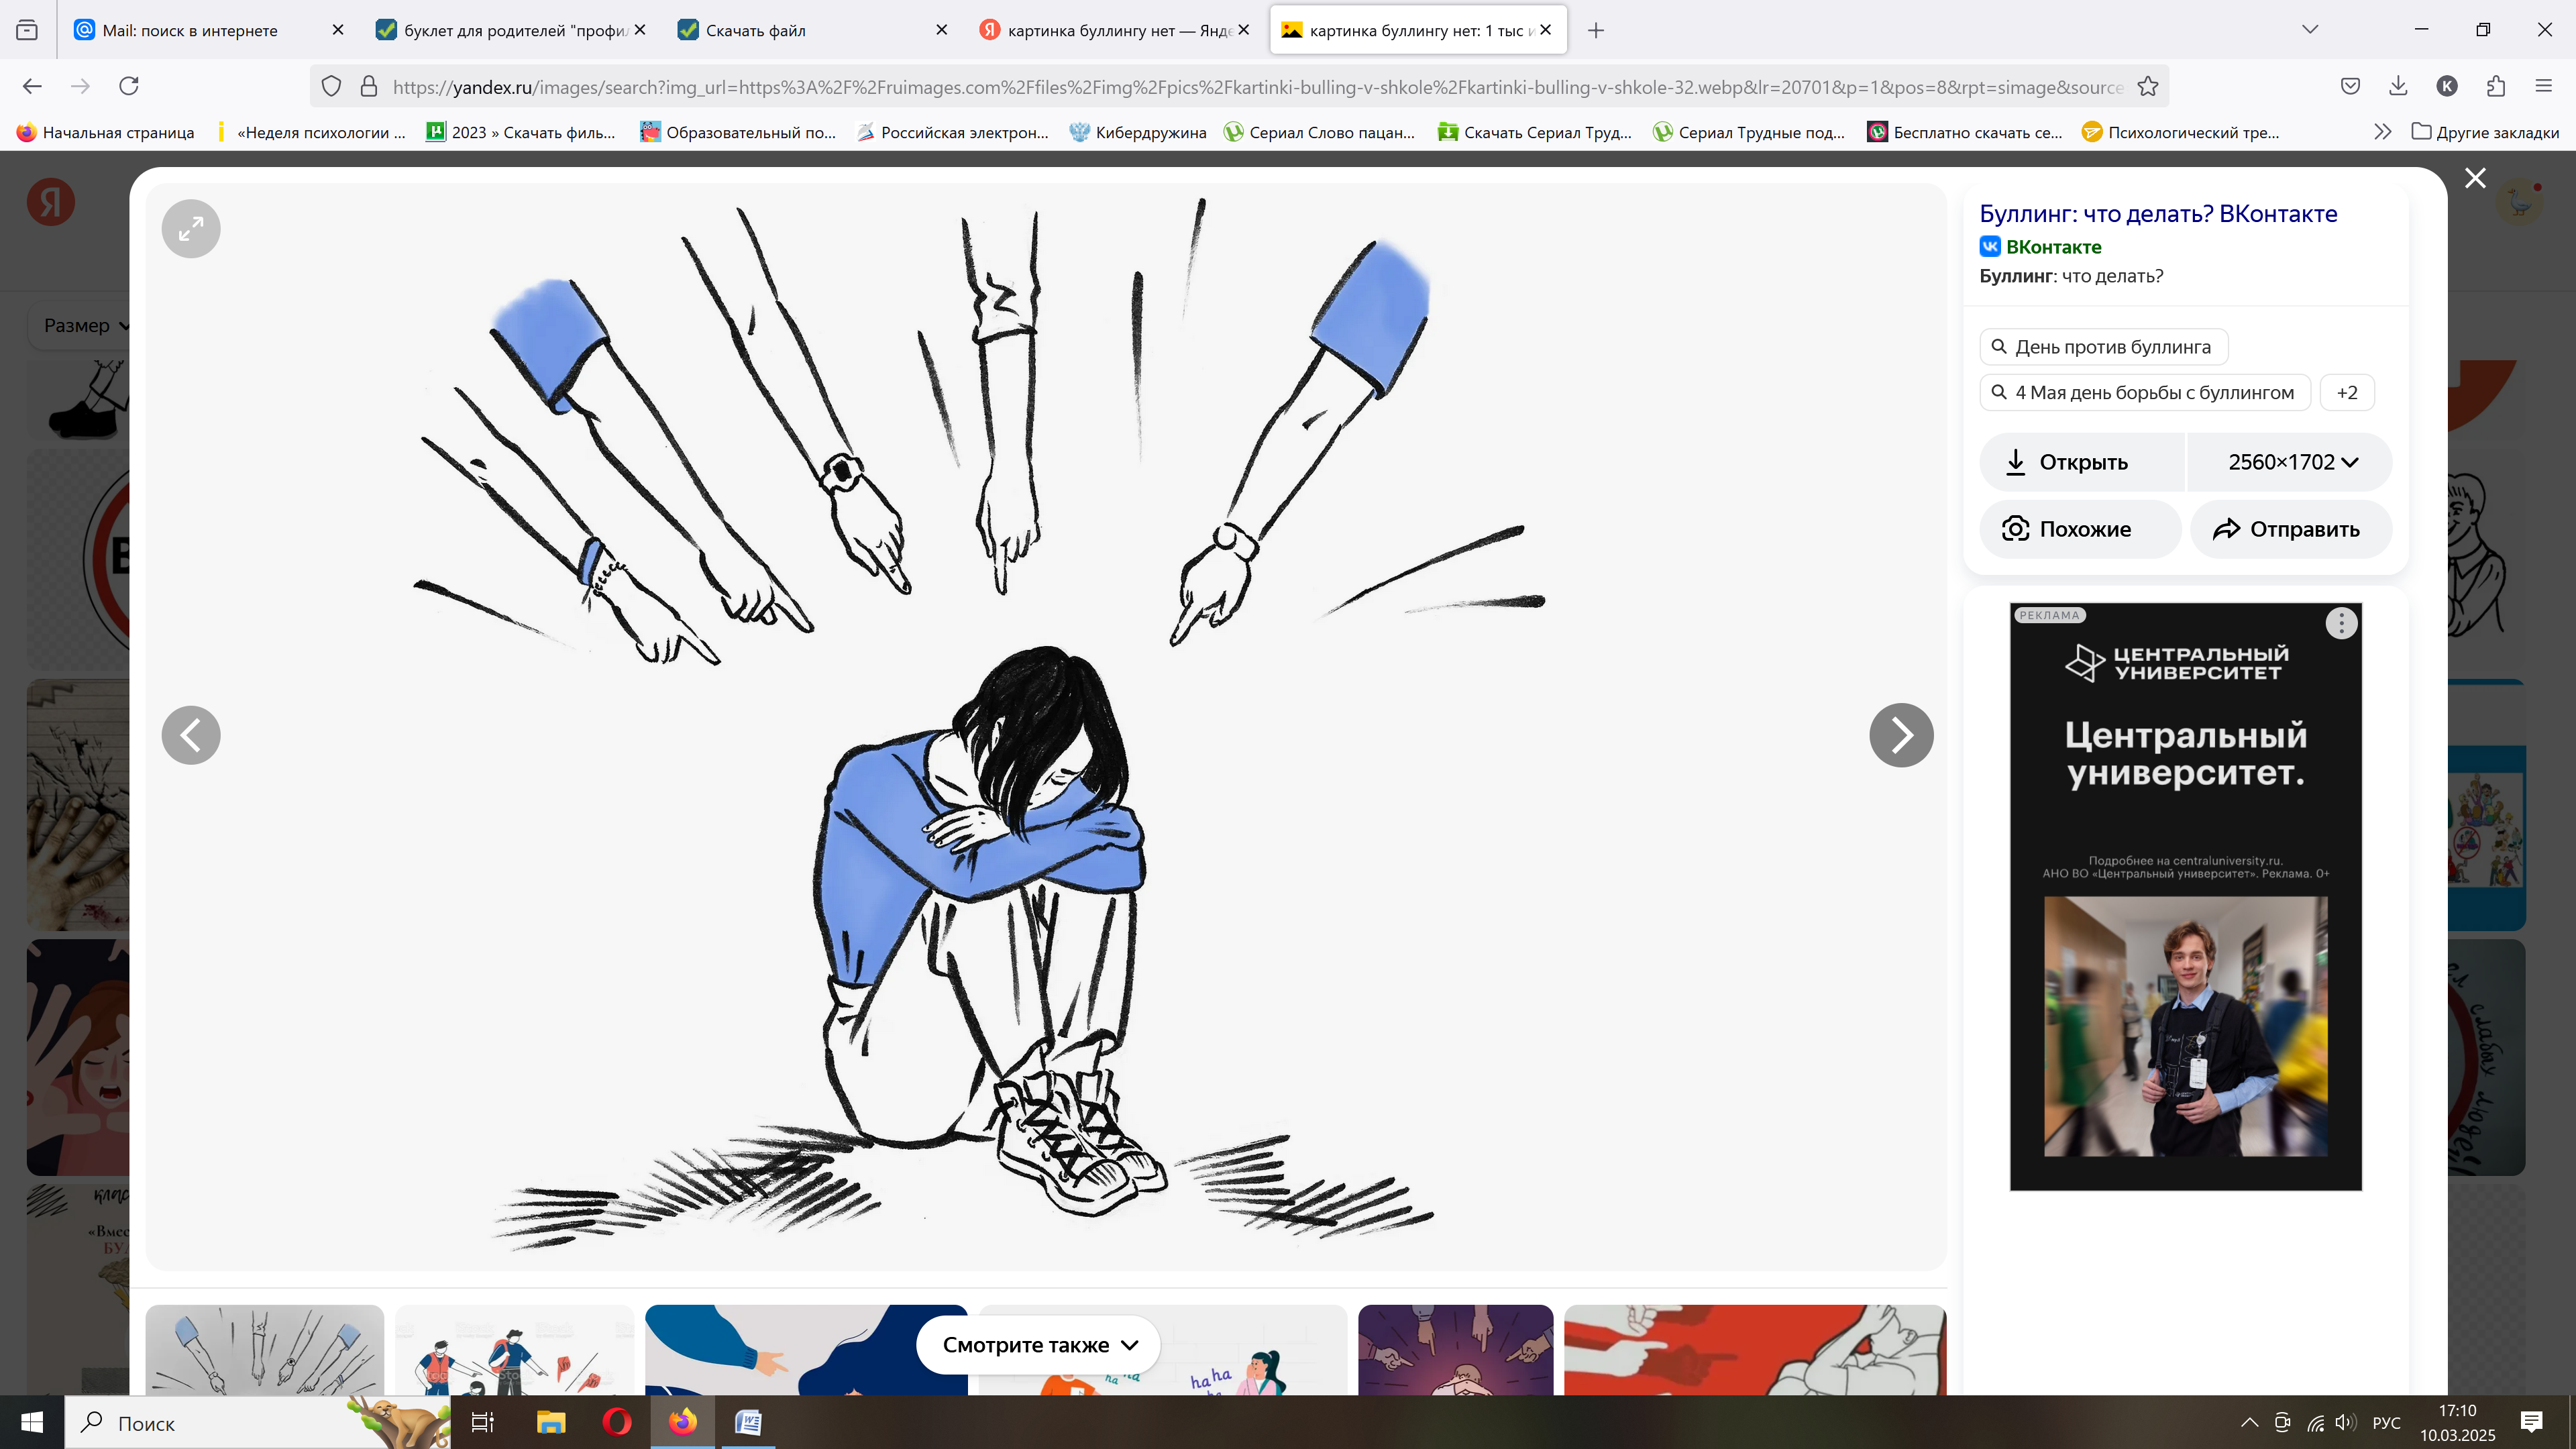 Mail: поиск в интернете
буклет для родителей "профи
Скачать файл
картинка буллингу нет — Янде
картинка буллингу нет: 1 тыс и
https://yandex.ru/images/search?img_url=https%3A%2F%2Fruimages.com%2Ffiles%2Fimg%2Fpics%2Fkartinki-bulling-v-shkole%2Fkartinki-bulling-v-shkole-32.webp&lr=20701&p=1&pos=8&rpt=simage&source
K
Начальная страница
«Неделя психологии ...
2023 » Скачать филь...
Образовательный по...
Российская электрон...
Кибердружина
Сериал Слово пацан...
Скачать Сериал Труд...
Сериал Трудные под...
Бесплатно скачать се...
Психологический тре...
Другие закладки
Я
Размер
Буллинг: что делать? ВКонтакте
ВКонтакте
Буллинг: что делать?
День против буллинга
4 Мая день борьбы с буллингом
+2
Открыть
2560×1702
Похожие
Отправить
РЕКЛАМА
ЦЕНТРАЛЬНЫЙ
УНИВЕРСИТЕТ
Центральный
университет.
Подробнее на centraluniversity.ru.
АНО ВО «Центральный университет». Реклама. 0+
«Вмес
БУ
Смотрите также
ha ha
haha
Поиск
РУС
17:10
10.03.2025